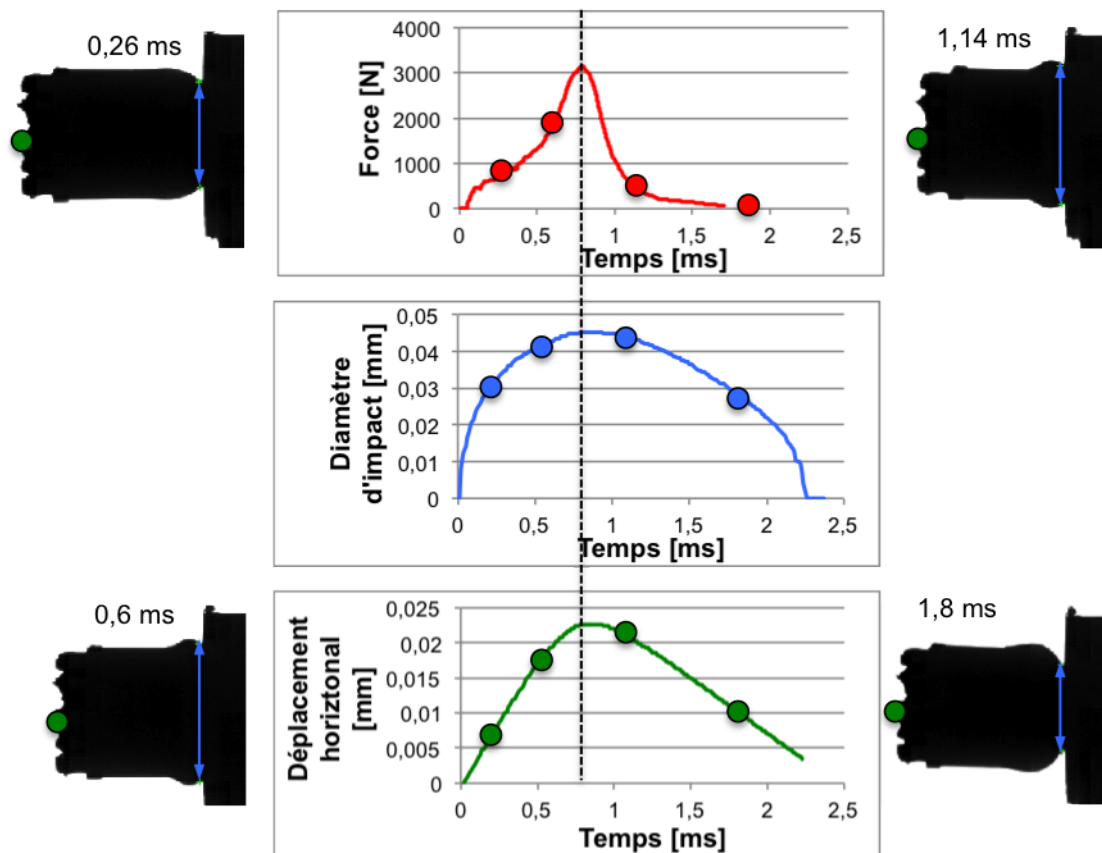 0,26 ms
1,14 ms
Force [N]
4000
3000
2000
1000
0
0 0,5 1 1,5 2 2,5
Temps [ms]
Diamètre
d'impact [mm]
0,05
0,04
0,03
0,02
0,01
0
0 0,5 1 1,5 2 2,5
Temps [ms]
0,6 ms
1,8 ms
Déplacement
horiztonal
[mm]
0,025
0,02
0,015
0,01
0,005
0
0 0,5 1 1,5 2 2,5
Temps [ms]